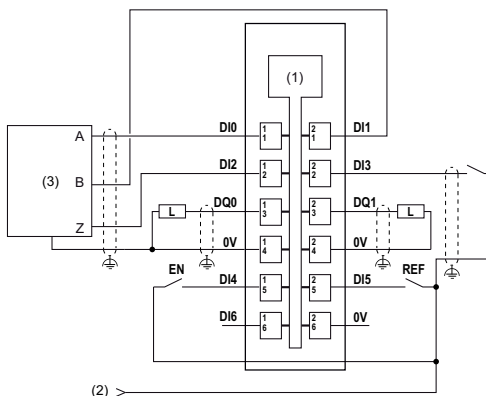 (1)
A DI0 1 1 2 1 DI1
(3) B DI2 1 2 2 2 DI3
Z L DQ0 1 3 2 3 DQ1 L
0V 1 4 2 4 0V
EN DI4 1 5 2 5 DI5 REF
DI6 1 6 2 6 0V
(2)